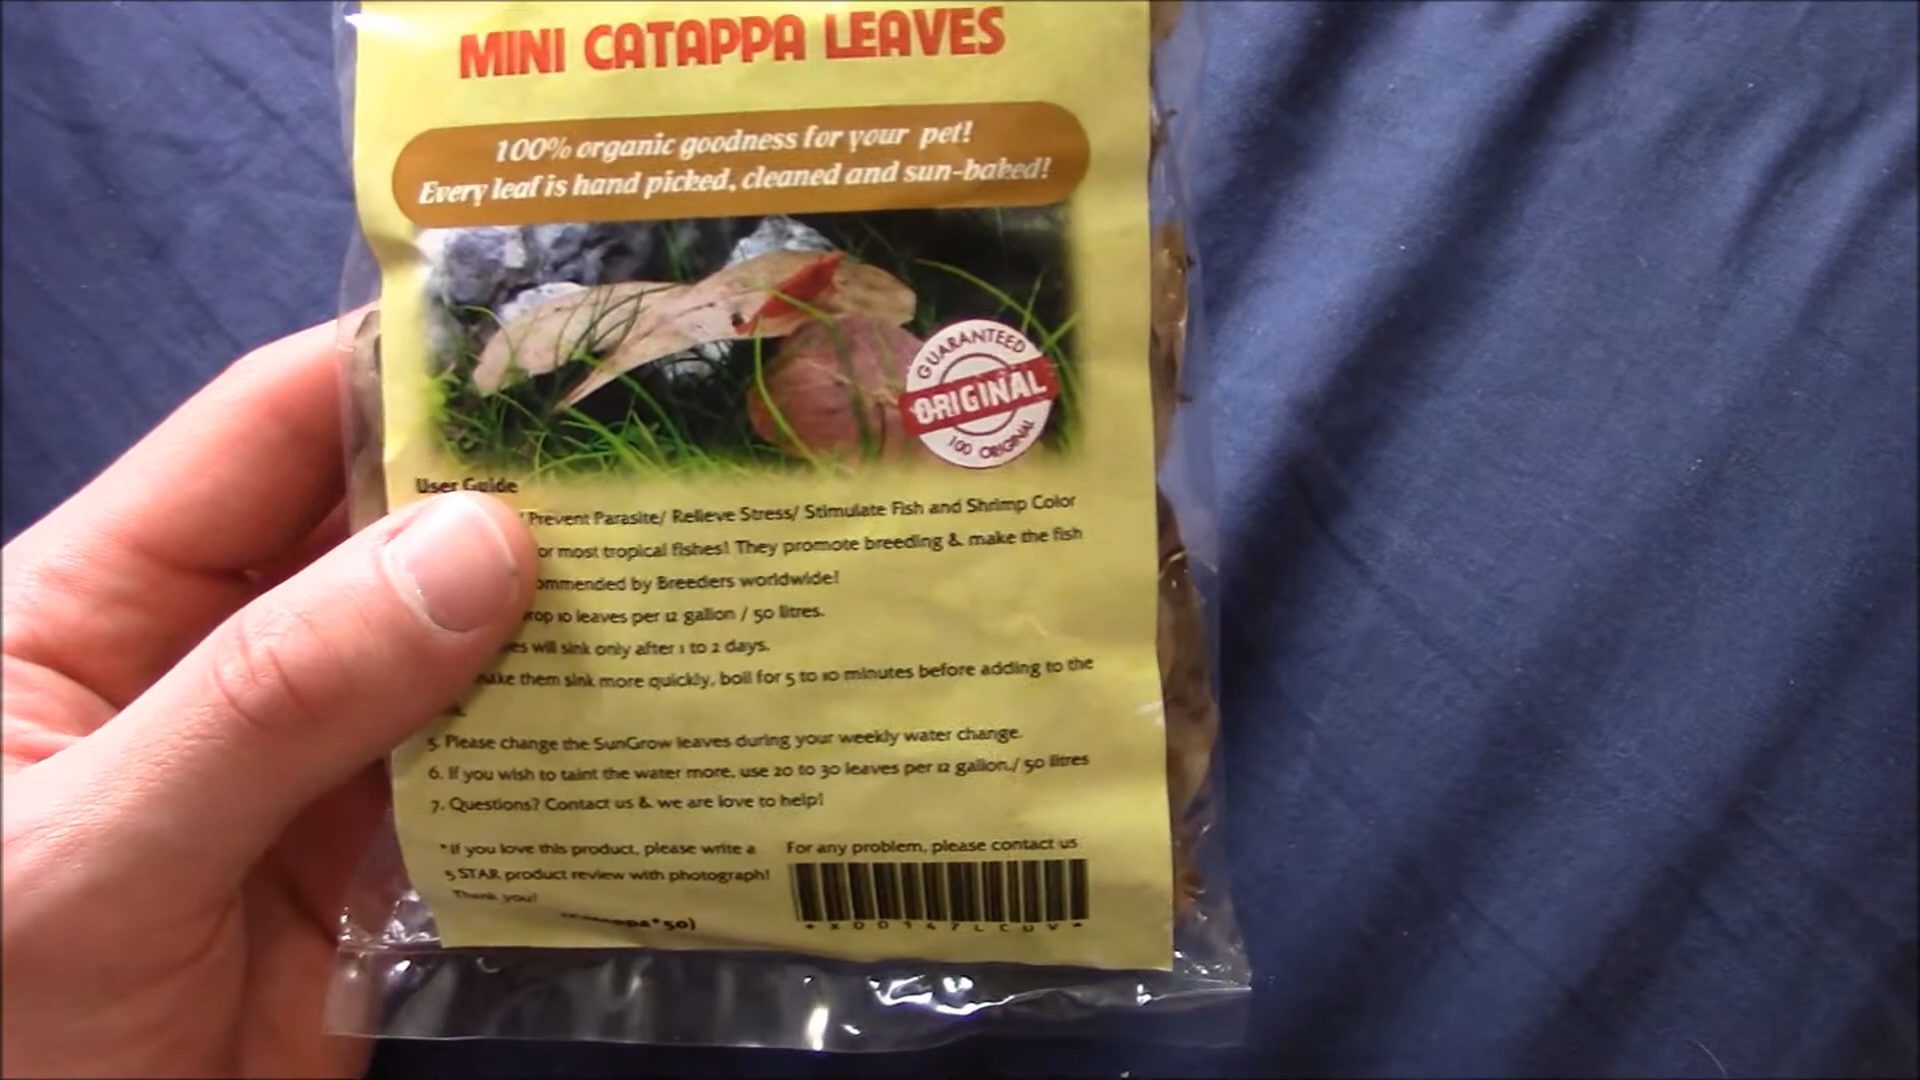 MINI CATAPPA LEAVES
100% organic goodness for your pet!
Every leaf is hand picked, cleaned and sun-baked!
GUARANTEED
ORIGINAL
100 ORIGINAL
User Guide
/ Prevent Parasite/ Relieve Stress/ Stimulate Fish and Shrimp Color
or most tropical fishes! They promote breeding & make the fish
ommended by Breeders worldwide!
rop 10 leaves per 12 gallon / 50 litres.
es will sink only after 1 to 2 days.
make them sink more quickly, boil for 5 to 10 minutes before adding to the
5. Please change the SunGrow leaves during your weekly water change.
6. If you wish to taint the water more, use 20 to 30 leaves per 12 gallon./ 50 litres
7. Questions? Contact us & we are love to help!
*If you love this product, please write a
5 STAR product review with photograph!
Thank you!
For any problem, please contact us
*50)